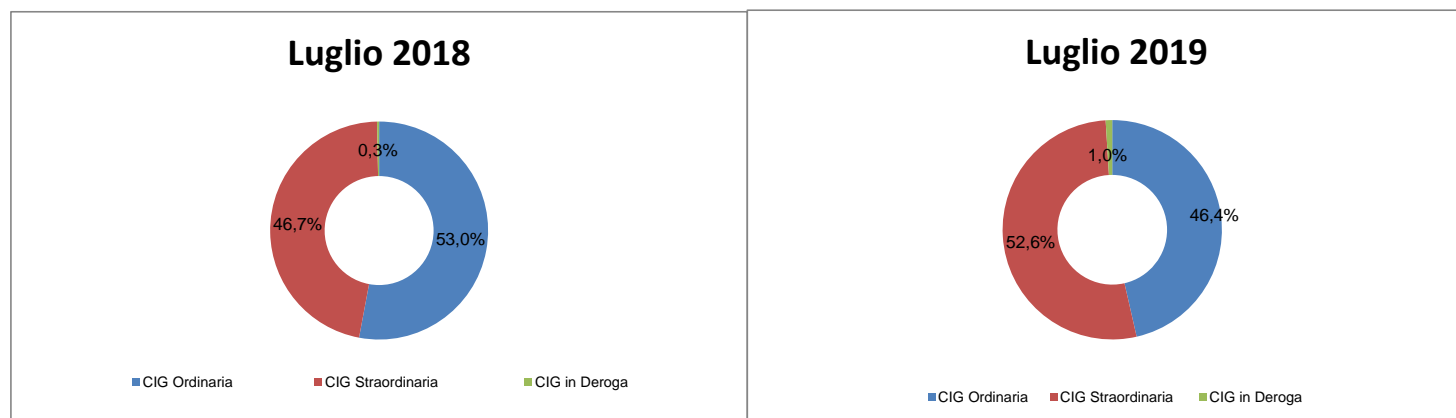 Luglio 2018
0,3%
46,7%
53,0%
CIG Ordinaria CIG Straordinaria CIG in Deroga
Luglio 2019
1,0%
46,4%
52,6%
CIG Ordinaria CIG Straordinaria CIG in Deroga